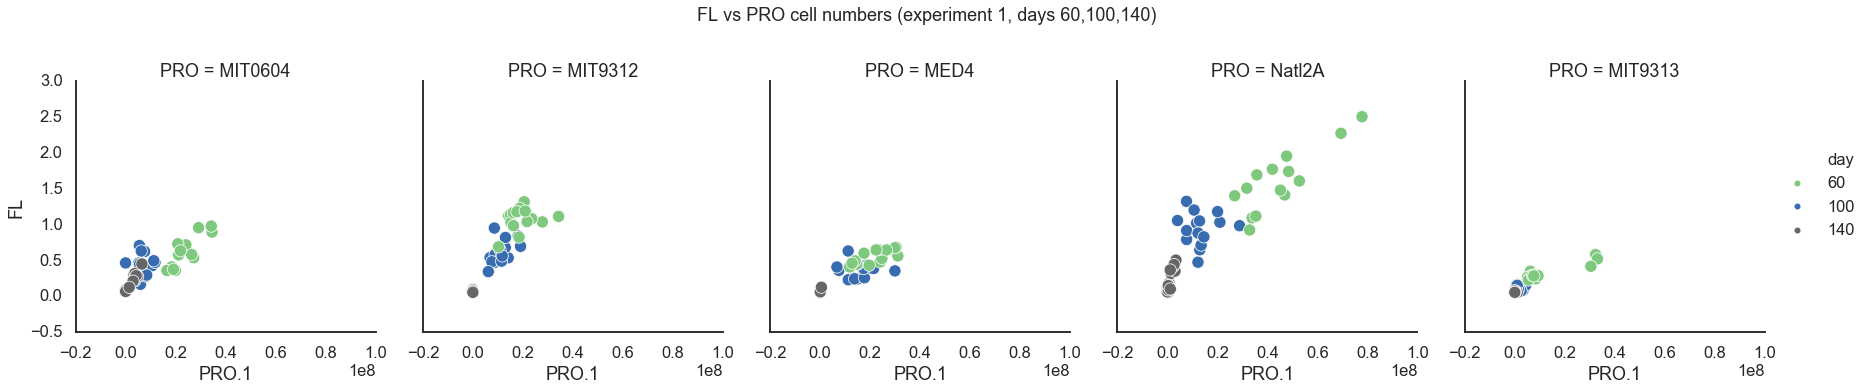 FL vs PRO cell numbers (experiment 1, days 60,100,140)
PRO = MIT0604
PRO = MIT9312
PRO = MED4
PRO = Natl2A
PRO = MIT9313
3.0
2.5
2.0
1.5
1.0
0.5
0.0
−0.5
FL
−0.2 0.0 0.2 0.4 0.6 0.8 1.0
−0.2 0.0 0.2 0.4 0.6 0.8 1.0
−0.2 0.0 0.2 0.4 0.6 0.8 1.0
−0.2 0.0 0.2 0.4 0.6 0.8 1.0
−0.2 0.0 0.2 0.4 0.6 0.8 1.0
PRO.1 1e8
PRO.1 1e8
PRO.1 1e8
PRO.1 1e8
PRO.1 1e8
day
60
100
140